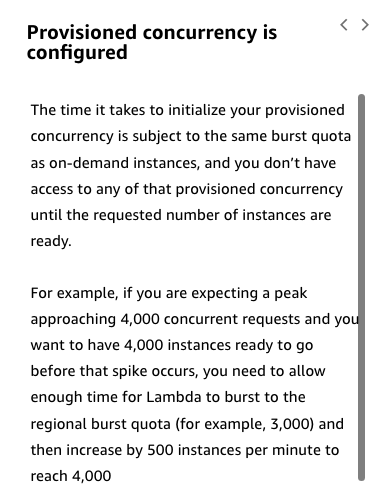 Provisioned concurrency is
configured
The time it takes to initialize your provisioned
concurrency is subject to the same burst quota
as on-demand instances, and you don’t have
access to any of that provisioned concurrency
until the requested number of instances are
ready.
For example, if you are expecting a peak
approaching 4,000 concurrent requests and you
want to have 4,000 instances ready to go
before that spike occurs, you need to allow
enough time for Lambda to burst to the
regional burst quota (for example, 3,000) and
then increase by 500 instances per minute to
reach 4,000